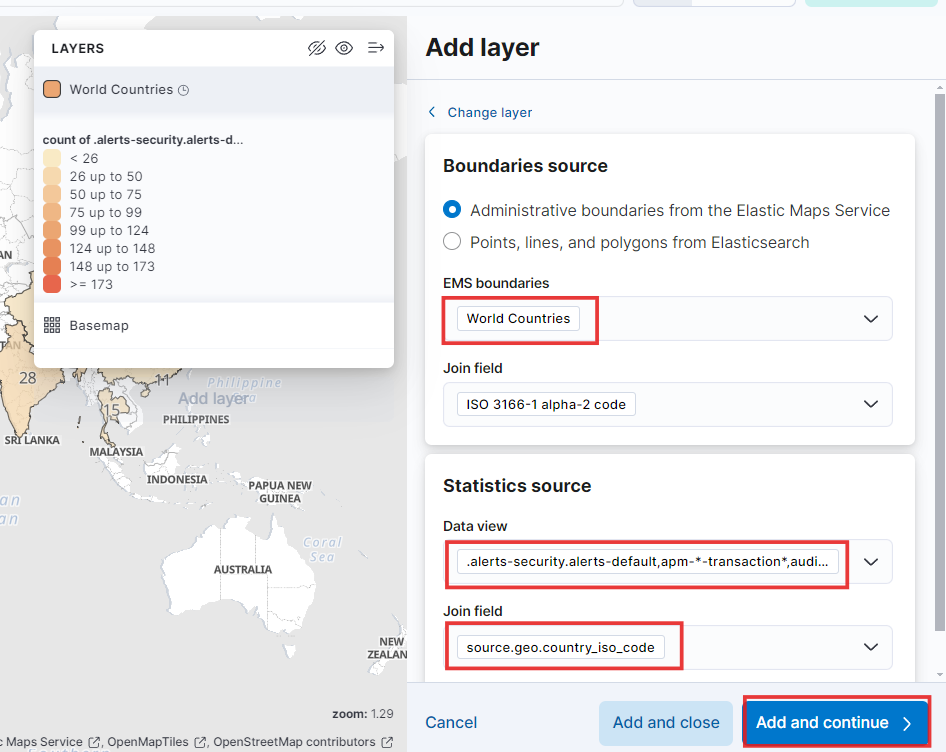 LAYERS
World Countries
count of .alerts-security.alerts-d...
< 26
26 up to 50
50 up to 75
75 up to 99
99 up to 124
124 up to 148
148 up to 173
>= 173
Basemap
28
11
15
Philippine
Add layer
PHILIPPINES
SRI LANKA
MALAYSIA
INDONESIA
PAPUA NEW
GUINEA
Coral
Sea
AUSTRALIA
NEW
ZEALAN
zoom: 1.29
Maps Service, OpenMapTiles, OpenStreetMap contributors
Add layer
Change layer
Boundaries source
Administrative boundaries from the Elastic Maps Service
Points, lines, and polygons from Elasticsearch
EMS boundaries
World Countries
Join field
ISO 3166-1 alpha-2 code
Statistics source
Data view
.alerts-security.alerts-default,apm-*-transaction*,audi...
Join field
source.geo.country_iso_code
Cancel
Add and close
Add and continue